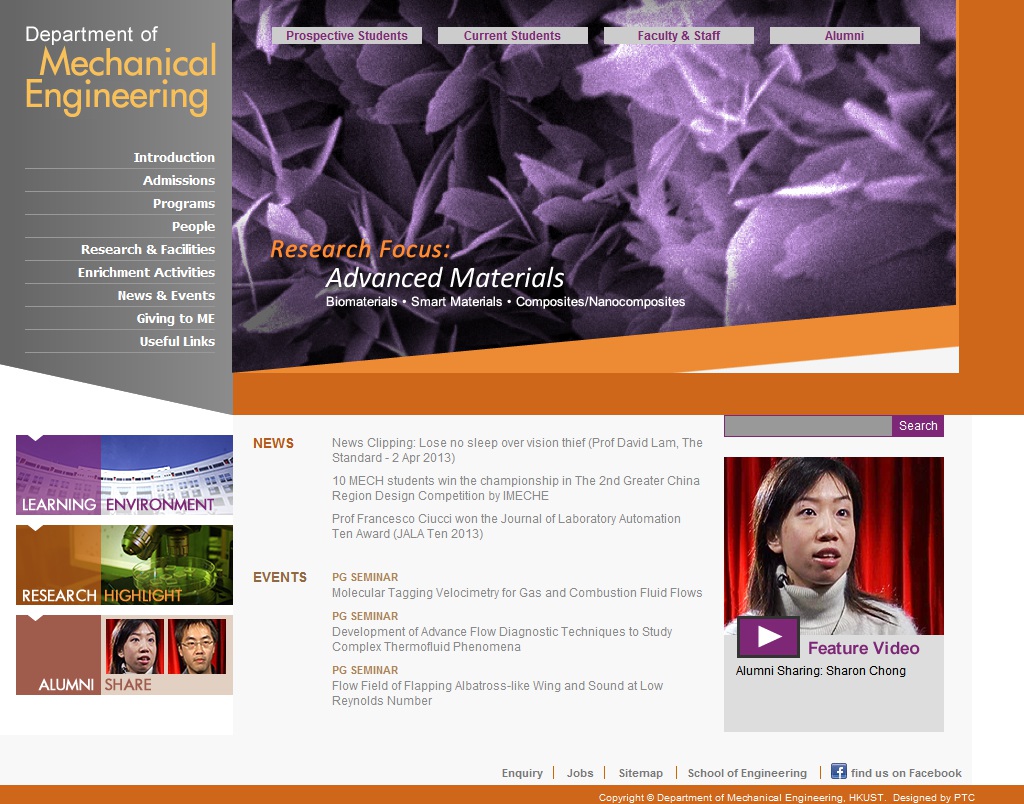 Department of
Mechanical
Engineering
Prospective Students
Current Students
Faculty & Staff
Alumni
Introduction
Admissions
Programs
People
Research & Facilities
Enrichment Activities
News & Events
Giving to ME
Useful Links
Research Focus:
Advanced Materials
Biomaterials • Smart Materials • Composites/Nanocomposites
LEARNING ENVIRONMENT
RESEARCH HIGHLIGHT
ALUMNI SHARE
NEWS
News Clipping: Lose no sleep over vision thief (Prof David Lam, The
Standard - 2 Apr 2013)
10 MECH students win the championship in The 2nd Greater China
Region Design Competition by IMECHE
Prof Francesco Ciucci won the Journal of Laboratory Automation
Ten Award (JALA Ten 2013)
EVENTS
PG SEMINAR
Molecular Tagging Velocimetry for Gas and Combustion Fluid Flows
PG SEMINAR
Development of Advance Flow Diagnostic Techniques to Study
Complex Thermofluid Phenomena
PG SEMINAR
Flow Field of Flapping Albatross-like Wing and Sound at Low
Reynolds Number
Search
Feature Video
Alumni Sharing: Sharon Chong
Enquiry
Jobs
Sitemap
School of Engineering
find us on Facebook
Copyright © Department of Mechanical Engineering, HKUST. Designed by PTC